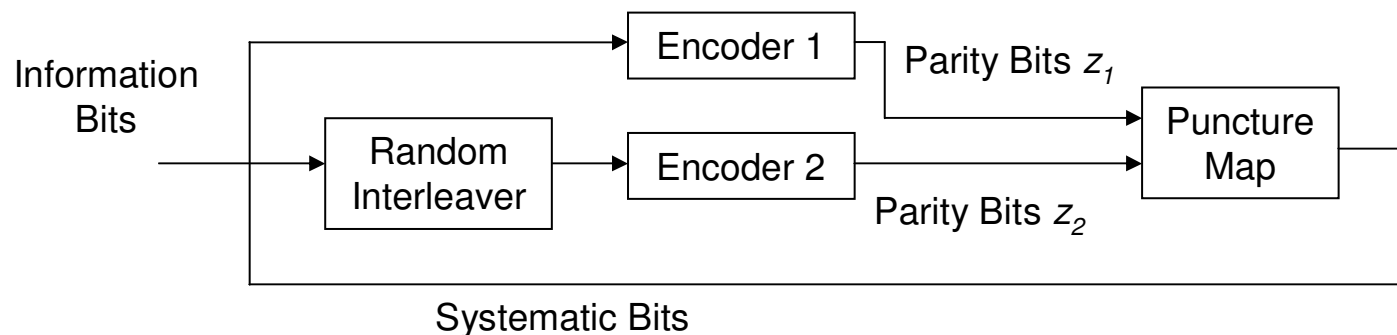 Information
Bits
Encoder 1
Parity Bits z1
Random
Interleaver
Encoder 2
Parity Bits z2
Puncture
Map
Systematic Bits